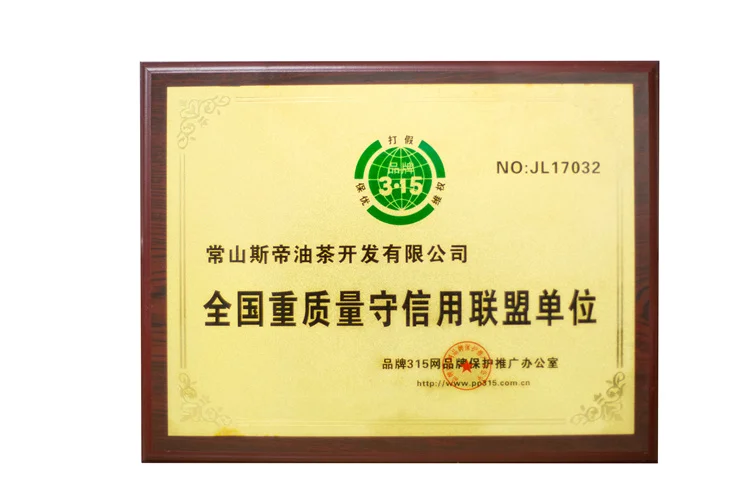 打假
品牌
3·15
保优
维权
NO:JL17032
常山斯帝油茶开发有限公司
全国重质量守信用联盟单位
品牌315网品牌保护推广办公室
http://www.pp315.com.cn